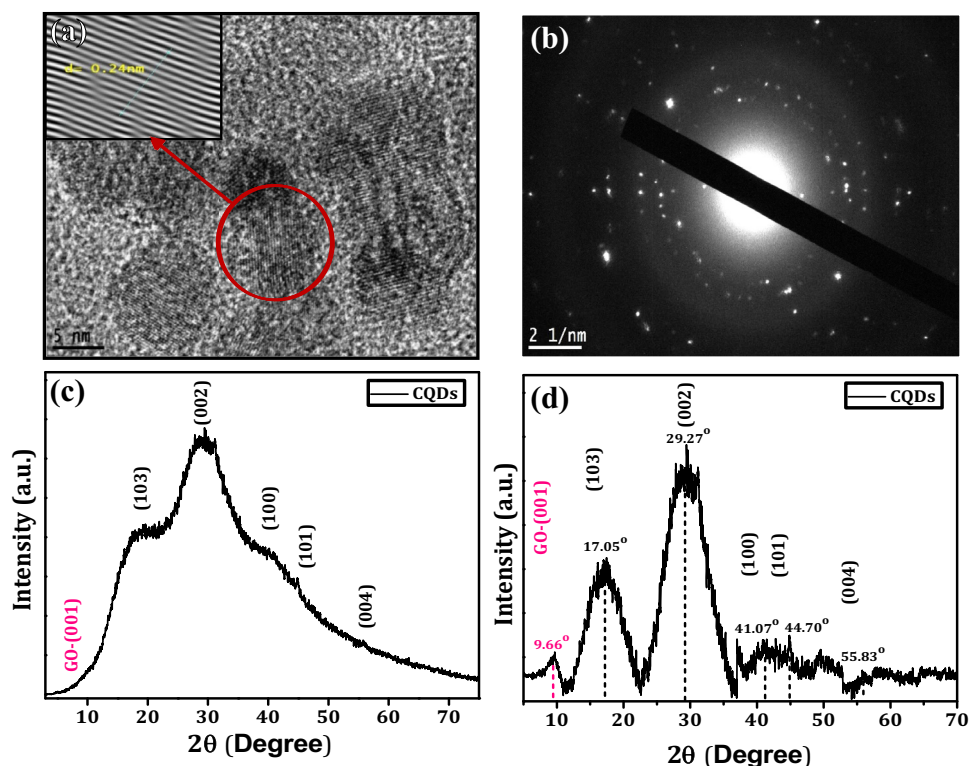 (a)
d= 0.24nm
5 nm
(b)
2 1/nm
(c)
CQDs
(002)
(103)
(100)
(101)
(004)
GO-(001)
Intensity (a.u.)
10 20 30 40 50 60 70
2θ (Degree)
(d)
CQDs
(002)
29.27°
(103)
17.05°
GO-(001)
9.66°
(100)
(101)
41.07°
44.70°
(004)
55.83°
Intensity (a.u.)
10 20 30 40 50 60 70
2θ (Degree)